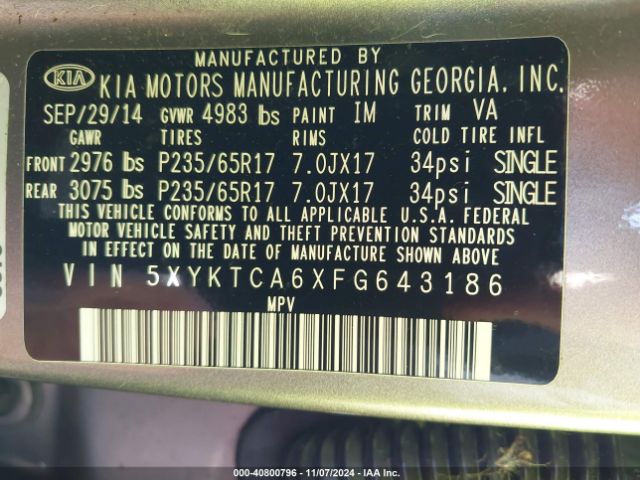 MANUFACTURED BY
KIA KIA MOTORS MANUFACTURING GEORGIA, INC.
SEP/29/14 GVWR 4983 lbs PAINT IM TRIM VA
GAWR TIRES RIMS COLD TIRE INFL
FRONT 2976 lbs P235/65R17 7.0JX17 34psi SINGLE
REAR 3075 lbs P235/65R17 7.0JX17 34psi SINGLE
THIS VEHICLE CONFORMS TO ALL APPLICABLE U.S.A. FEDERAL
MOTOR VEHICLE SAFETY AND THEFT PREVENTION STANDARDS
IN EFFECT ON THE DATE OF MANUFACTURE SHOWN ABOVE
VIN 5XYKTCA6XFG643186
MPV
000-40800796 - 11/07/2024 - IAA Inc.